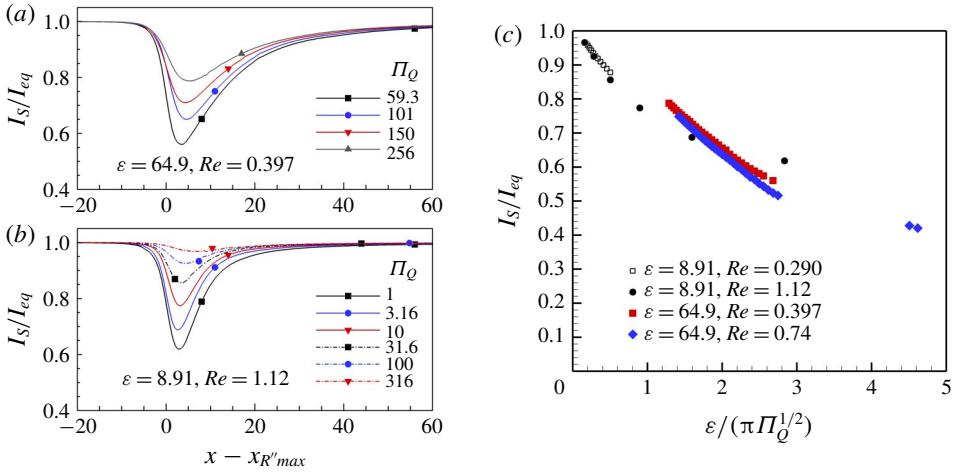 (a)
1.0
0.8
0.6
0.4
I_S/I_eq
Π_Q
59.3
101
150
256
ε = 64.9, Re = 0.397
−20 0 20 40 60
(b)
1.0
0.8
0.6
0.4
I_S/I_eq
Π_Q
1
3.16
10
31.6
100
316
ε = 8.91, Re = 1.12
−20 0 20 40 60
x − x_R″max
(c)
1.0
0.9
0.8
0.7
0.6
0.5
0.4
0.3
0.2
0.1
I_S/I_eq
ε = 8.91, Re = 0.290
ε = 8.91, Re = 1.12
ε = 64.9, Re = 0.397
ε = 64.9, Re = 0.74
0 1 2 3 4 5
ε/(πΠ_Q^1/2)